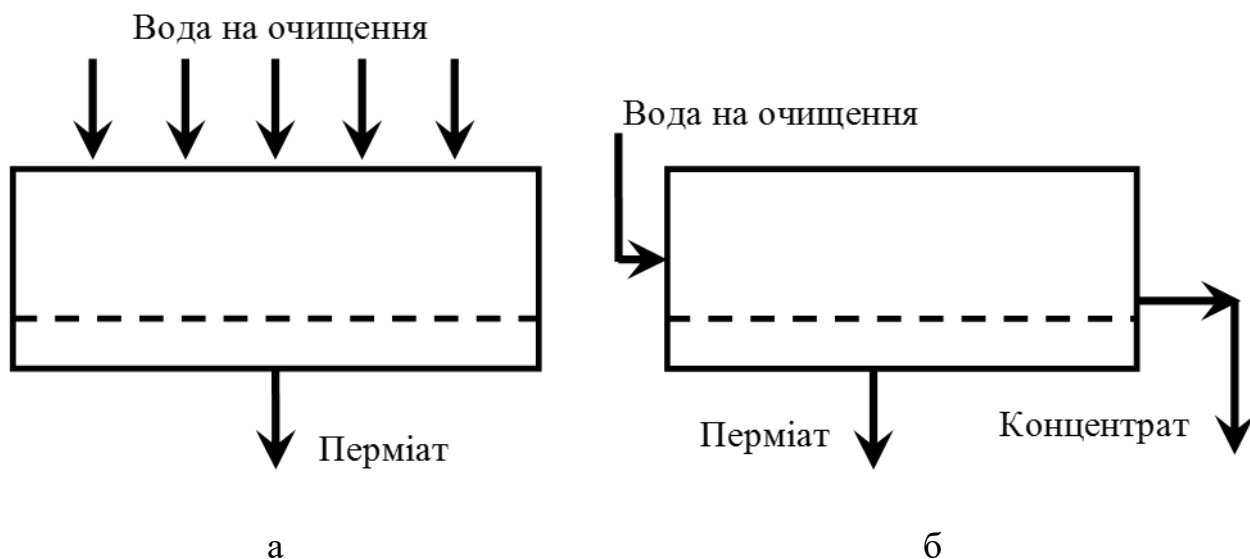 Вода на очищення
Вода на очищення
Перміат
Перміат
Концентрат
а
б